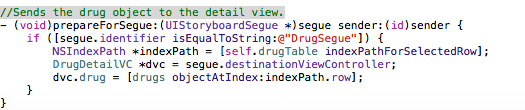 //Sends the drug object to the detail view.
- (void)prepareForSegue:(UIStoryboardSegue *)segue sender:(id)sender {
    if ([segue.identifier isEqualToString:@"DrugSegue"]) {
        NSIndexPath *indexPath = [self.drugTable indexPathForSelectedRow];
        DrugDetailVC *dvc = segue.destinationViewController;
        dvc.drug = [drugs objectAtIndex:indexPath.row];
    }
}